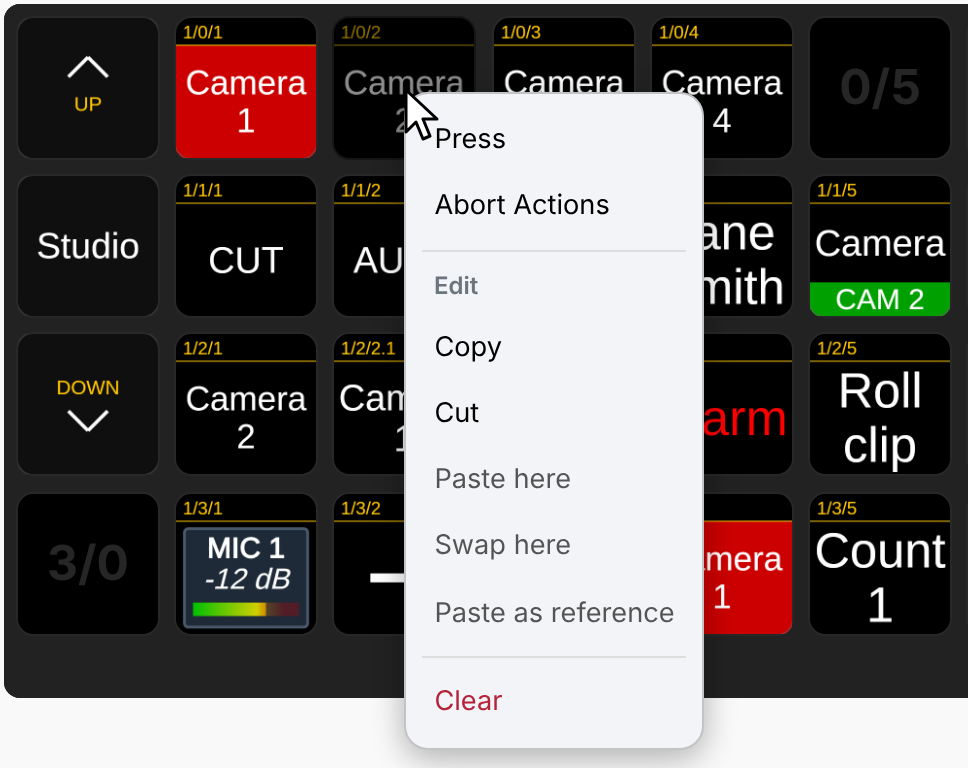 UP
1/0/1
Camera
1
1/0/2
Camera
1/0/3
Camera
1/0/4
Camera
4
0/5
Studio
1/1/1
CUT
1/1/2
1/1/5
Camera
CAM 2
DOWN
1/2/1
Camera
2
1/2/2.1
1/2/5
Roll
clip
3/0
1/3/1
MIC 1
-12 dB
1/3/2
1
1/3/5
Count
1
Press
Abort Actions
Edit
Copy
Cut
Paste here
Swap here
Paste as reference
Clear